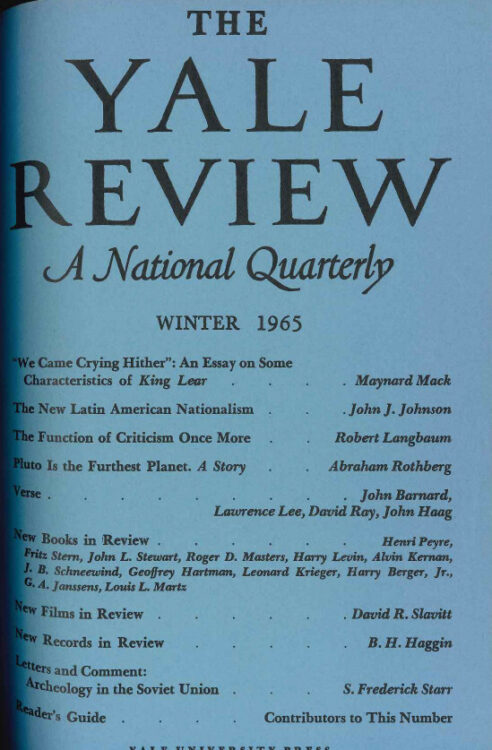 THE
YALE
REVIEW
A National Quarterly
WINTER 1965
"We Came Crying Hither": An Essay on Some
Characteristics of King Lear . . . Maynard Mack
The New Latin American Nationalism . . . John J. Johnson
The Function of Criticism Once More . . Robert Langbaum
Pluto Is the Furthest Planet. A Story . . Abraham Rothberg
Verse . . . . . . . . . John Barnard,
Lawrence Lee, David Ray, John Haag
New Books in Review . . . . . . Henri Peyre,
Fritz Stern, John L. Stewart, Roger D. Masters, Harry Levin, Alvin Kernan,
J. B. Schneewind, Geoffrey Hartman, Leonard Krieger, Harry Berger, Jr.,
G. A. Janssens, Louis L. Martz
New Films in Review . . . . . . David R. Slavitt
New Records in Review . . . . . B. H. Haggin
Letters and Comment:
Archeology in the Soviet Union . . . S. Frederick Starr
Reader's Guide . . . . Contributors to This Number
YALE UNIVERSITY PRESS